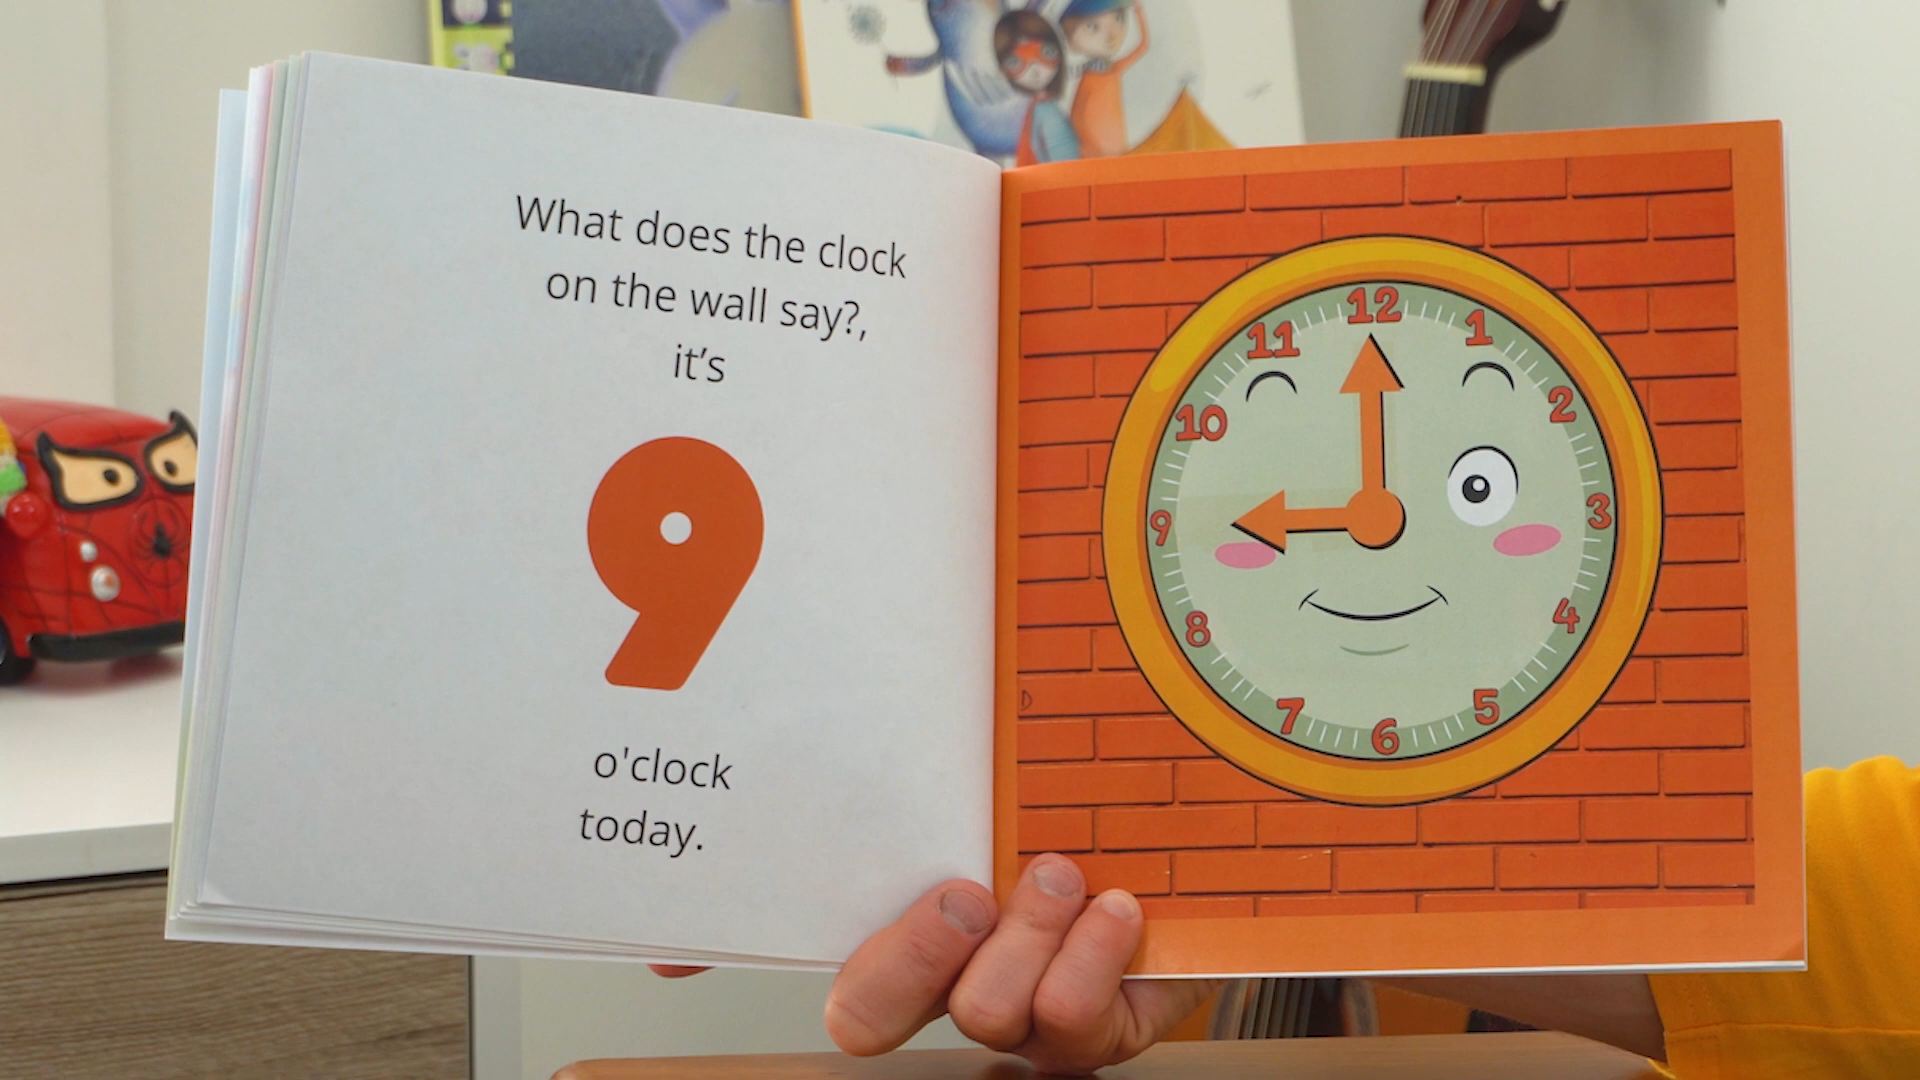 What does the clock
on the wall say?,
it's
9
o'clock
today.
12
11
1
10
2
9
3
8
4
7
5
6